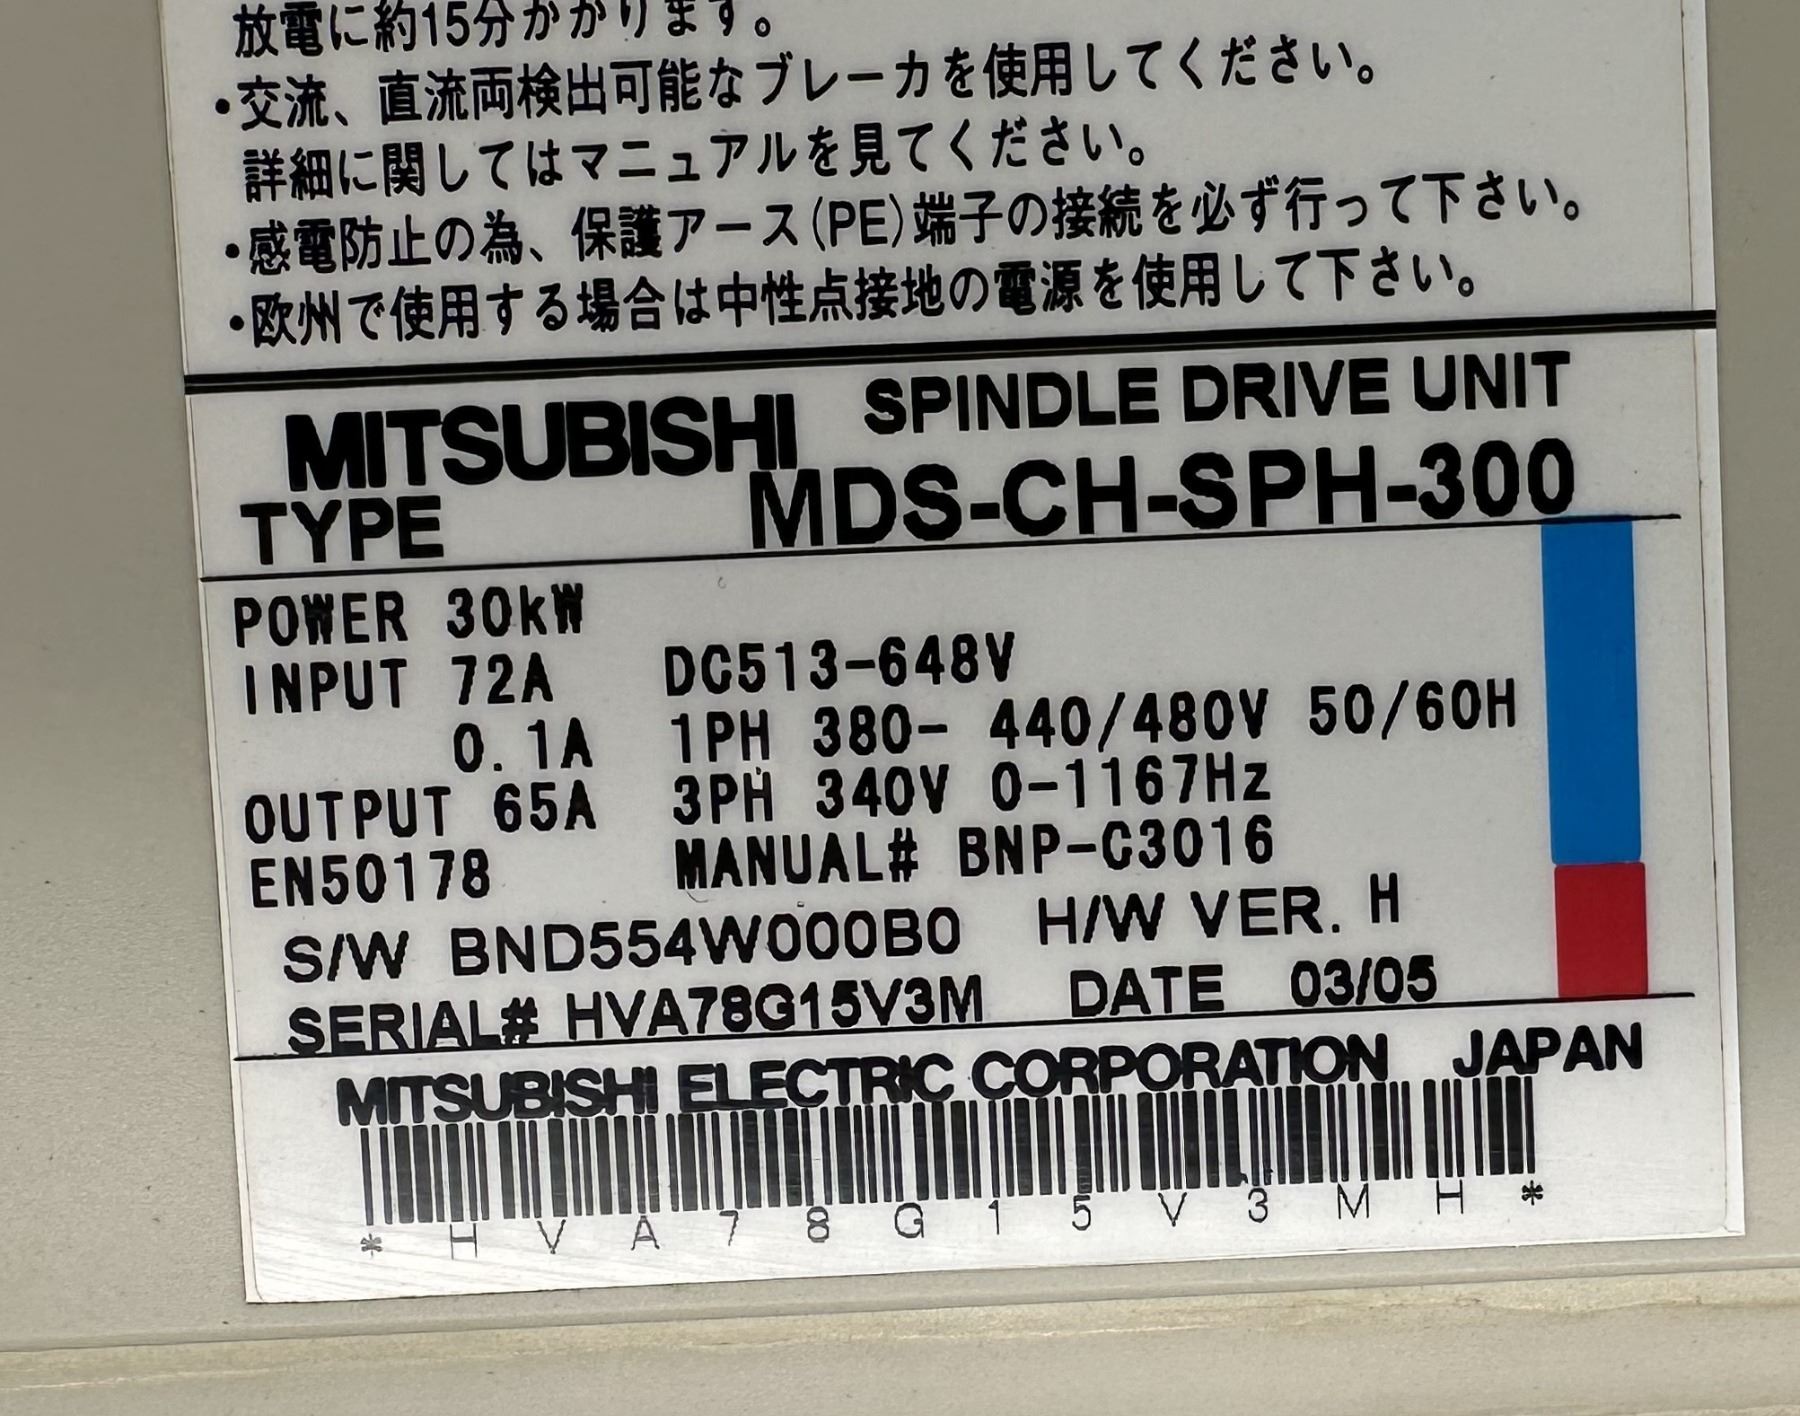 放電に約15分かかります。
・交流、直流両検出可能なブレーカを使用してください。
詳細に関してはマニュアルを見てください。
・感電防止の為、保護アース(PE)端子の接続を必ず行って下さい。
・欧州で使用する場合は中性点接地の電源を使用して下さい。
MITSUBISHI SPINDLE DRIVE UNIT
TYPE MDS-CH-SPH-300
POWER 30kW
INPUT 72A DC513-648V
0.1A 1PH 380- 440/480V 50/60H
OUTPUT 65A 3PH 340V 0-1167Hz
EN50178 MANUAL# BNP-C3016
S/W BND554W000B0 H/W VER. H
SERIAL# HVA78G15V3M DATE 03/05
MITSUBISHI ELECTRIC CORPORATION JAPAN
* H V A 7 8 G 1 5 V 3 M H *